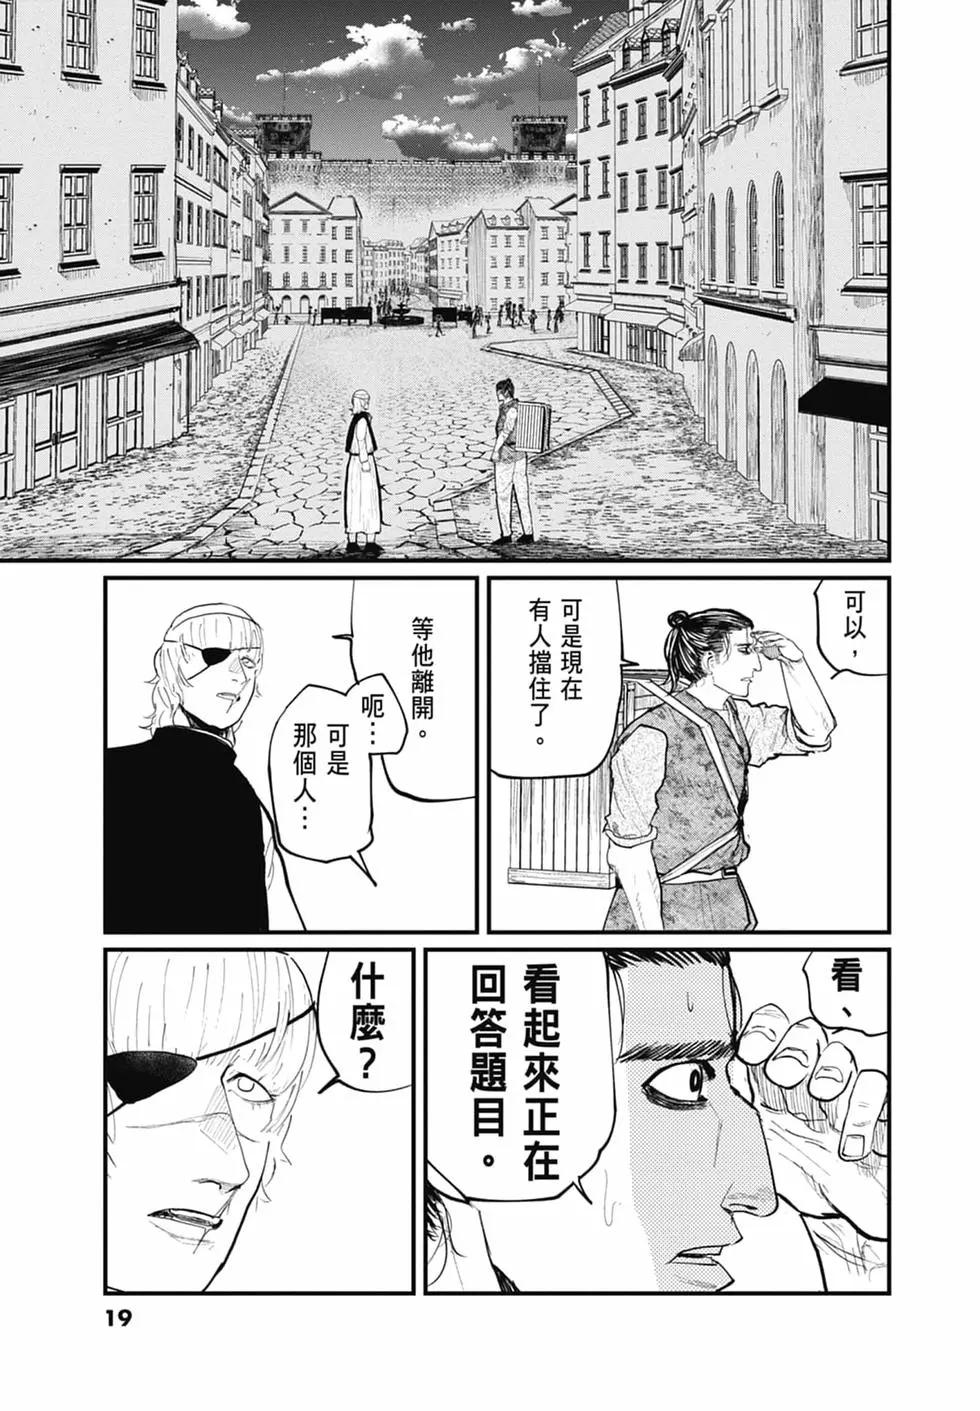 可以，
可是現在
有人擋住了。
等他離開。
呃…
可是
那個人…
看、
看起來正在
回答題目。
什麼？
19